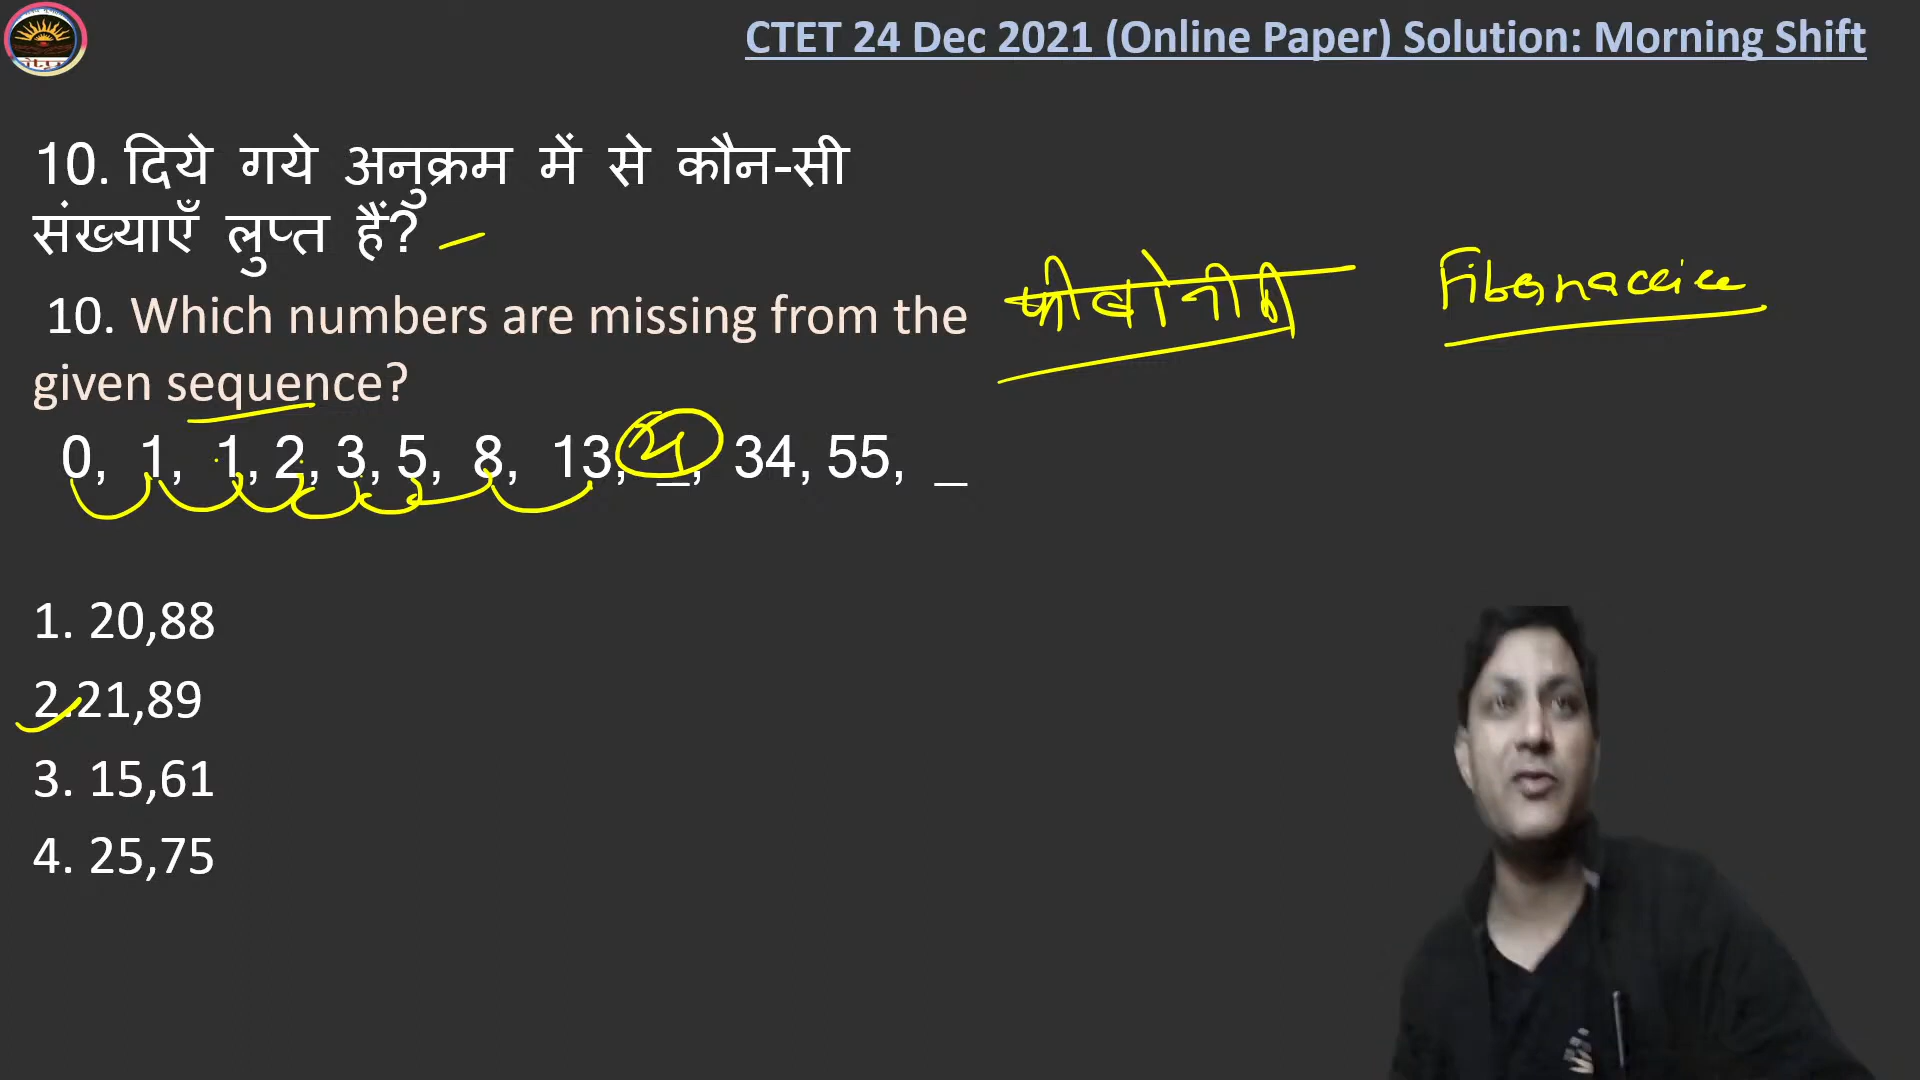 CTET 24 Dec 2021 (Online Paper) Solution: Morning Shift
10. दिये गये अनुक्रम में से कौन-सी
संख्याएँ लुप्त हैं?
10. Which numbers are missing from the
given sequence?
0, 1, 1, 2, 3, 5, 8, 13, _, 34, 55, _
1. 20,88
2.21,89
3. 15,61
4. 25,75